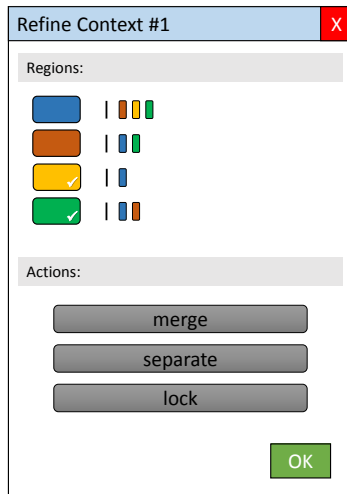 Refine Context #1 X
Regions:
Actions:
merge
separate
lock
OK